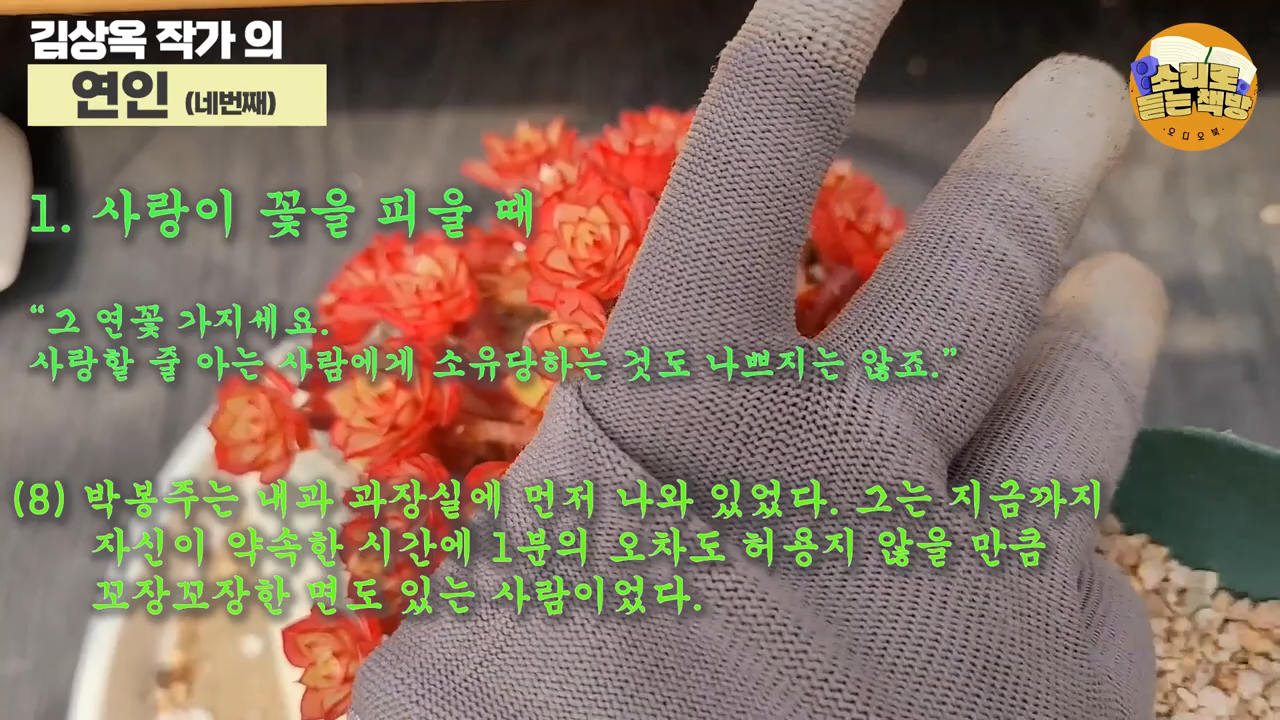 김상옥 작가 의
연인 (네번째)
소리로
듣는 책방
·오디오북·
1. 사랑이 꽃을 피울 때
“그 연꽃 가지세요.
사랑할 줄 아는 사람에게 소유당하는 것도 나쁘지는 않죠.”
(8) 박봉주는 내과 과장실에 먼저 나와 있었다. 그는 지금까지
자신이 약속한 시간에 1분의 오차도 허용지 않을 만큼
꼬장꼬장한 면도 있는 사람이었다.